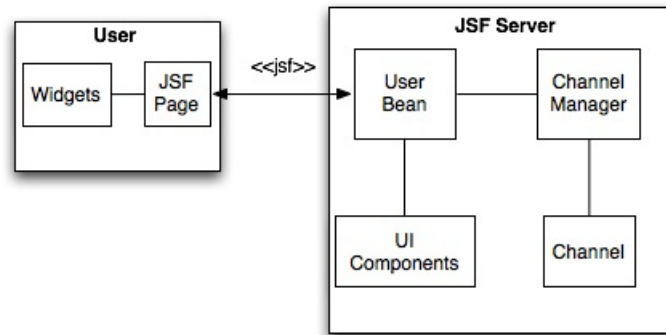 User
Widgets
JSF
Page
<<jsf>>
JSF Server
User
Bean
Channel
Manager
UI
Components
Channel